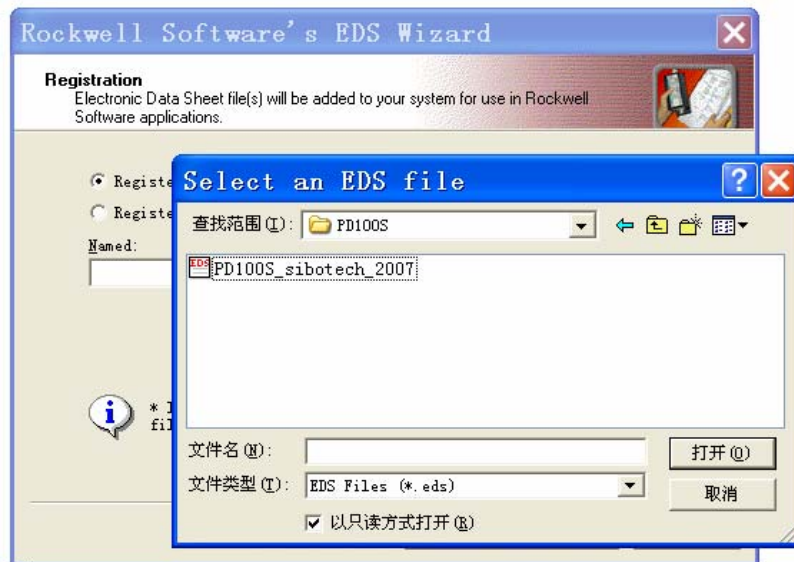 Rockwell Software's EDS Wizard
Registration
Electronic Data Sheet file(s) will be added to your system for use in Rockwell
Software applications.
Select an EDS file
查找范围(I):
PD100S
Named:
EDS
PD100S_sibotech_2007
文件名(N):
打开(O)
文件类型(T):
EDS Files (*.eds)
取消
以只读方式打开(R)